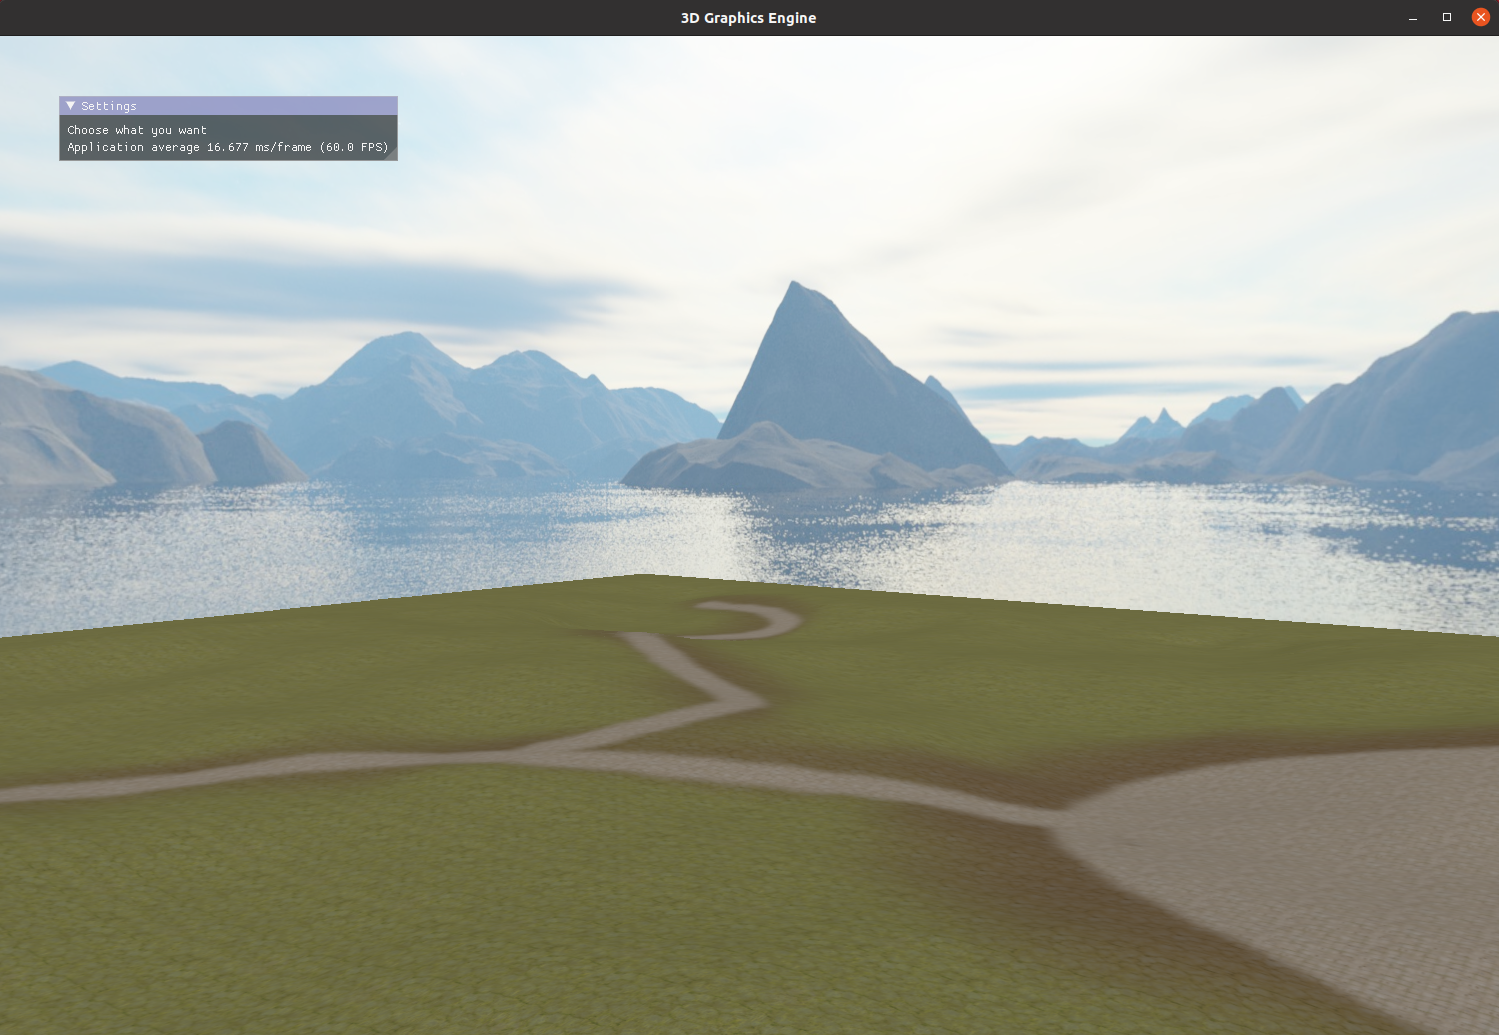 3D Graphics Engine
Settings
Choose what you want
Application average 16.677 ms/frame (60.0 FPS)